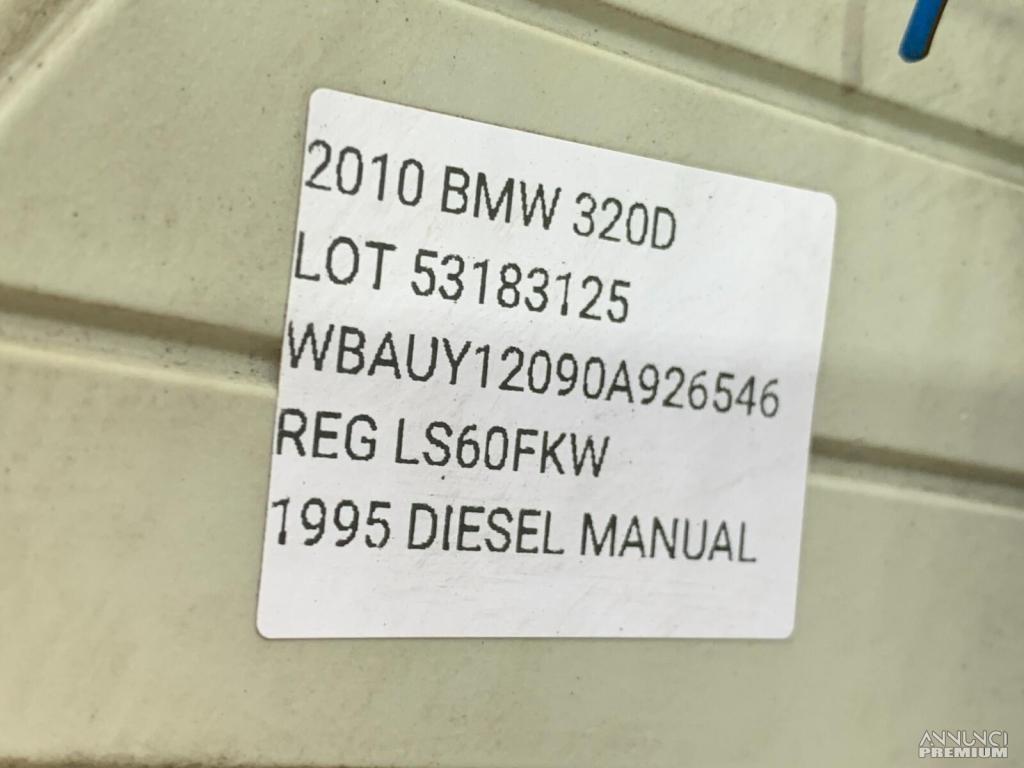 2010 BMW 320D
LOT 53183125
WBAUY12090A926546
REG LS60FKW
1995 DIESEL MANUAL
ANNUNCI
PREMIUM